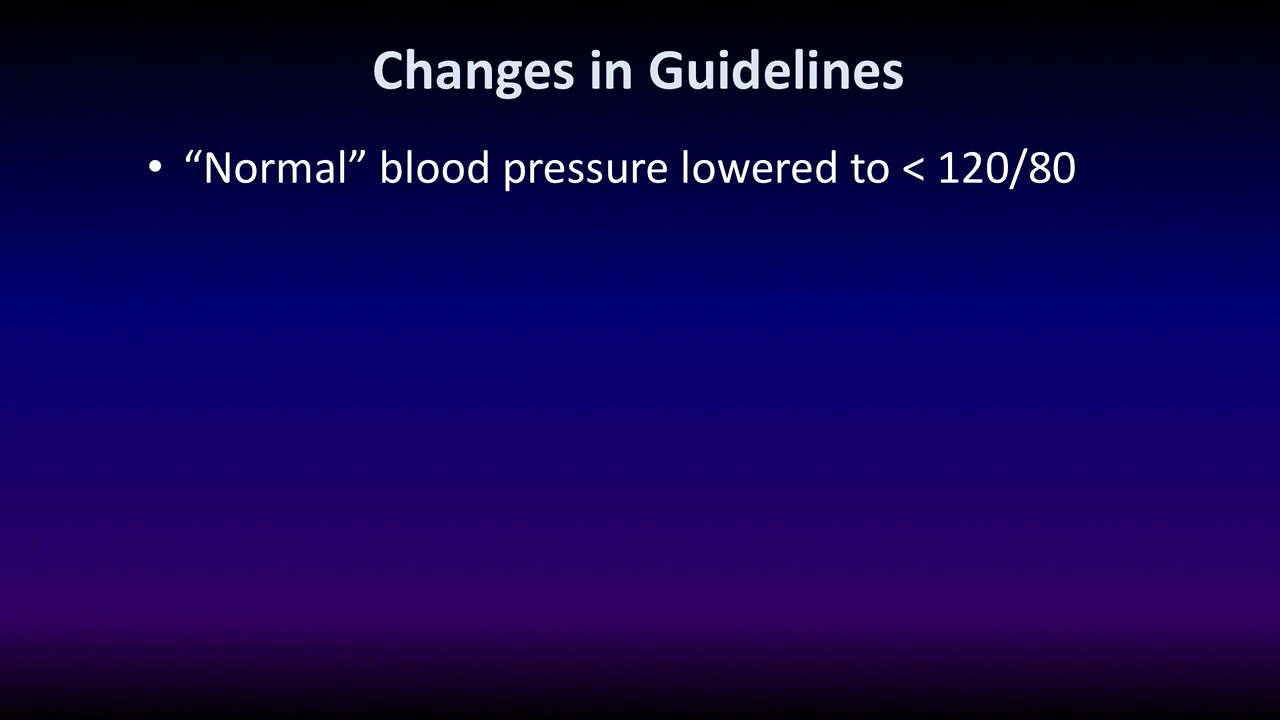 Changes in Guidelines
• “Normal” blood pressure lowered to < 120/80